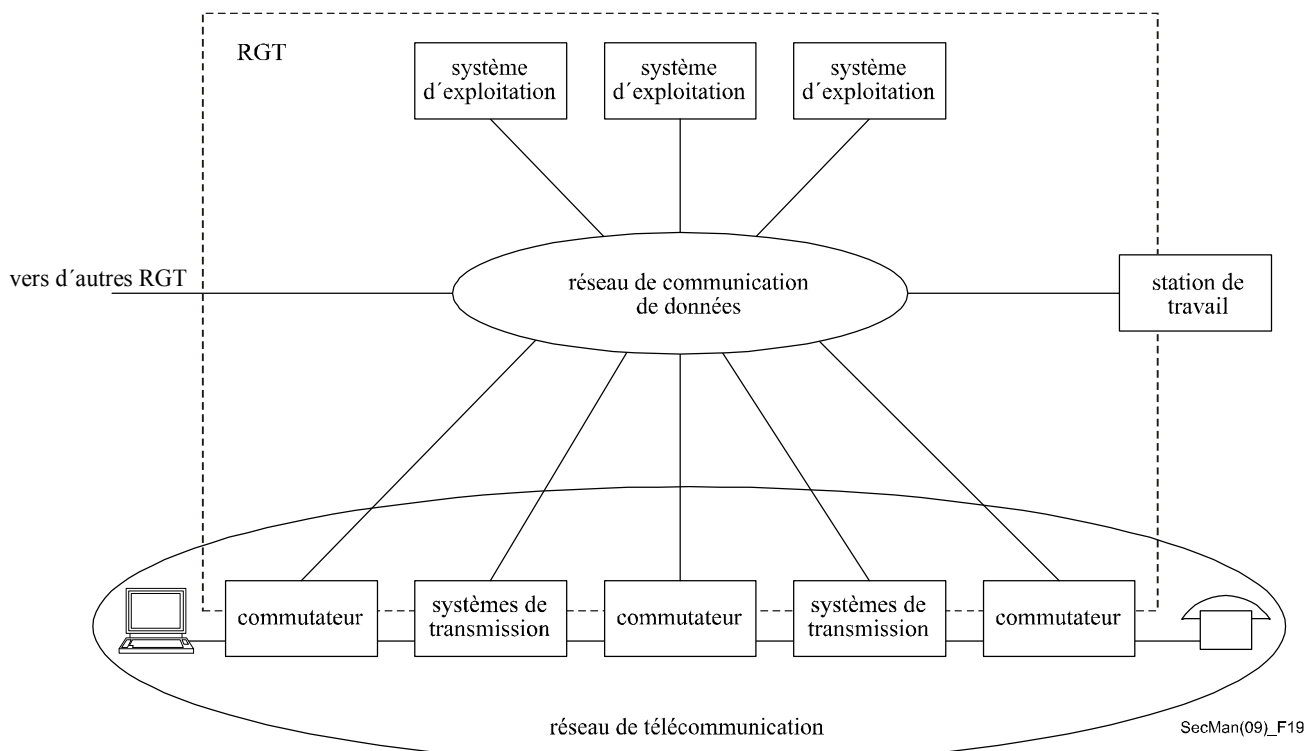 RGT
système
d´exploitation
système
d´exploitation
système
d´exploitation
vers d´autres RGT
réseau de communication
de données
station de
travail
commutateur
systèmes de
transmission
commutateur
systèmes de
transmission
commutateur
réseau de télécommunication
SecMan(09)_F19